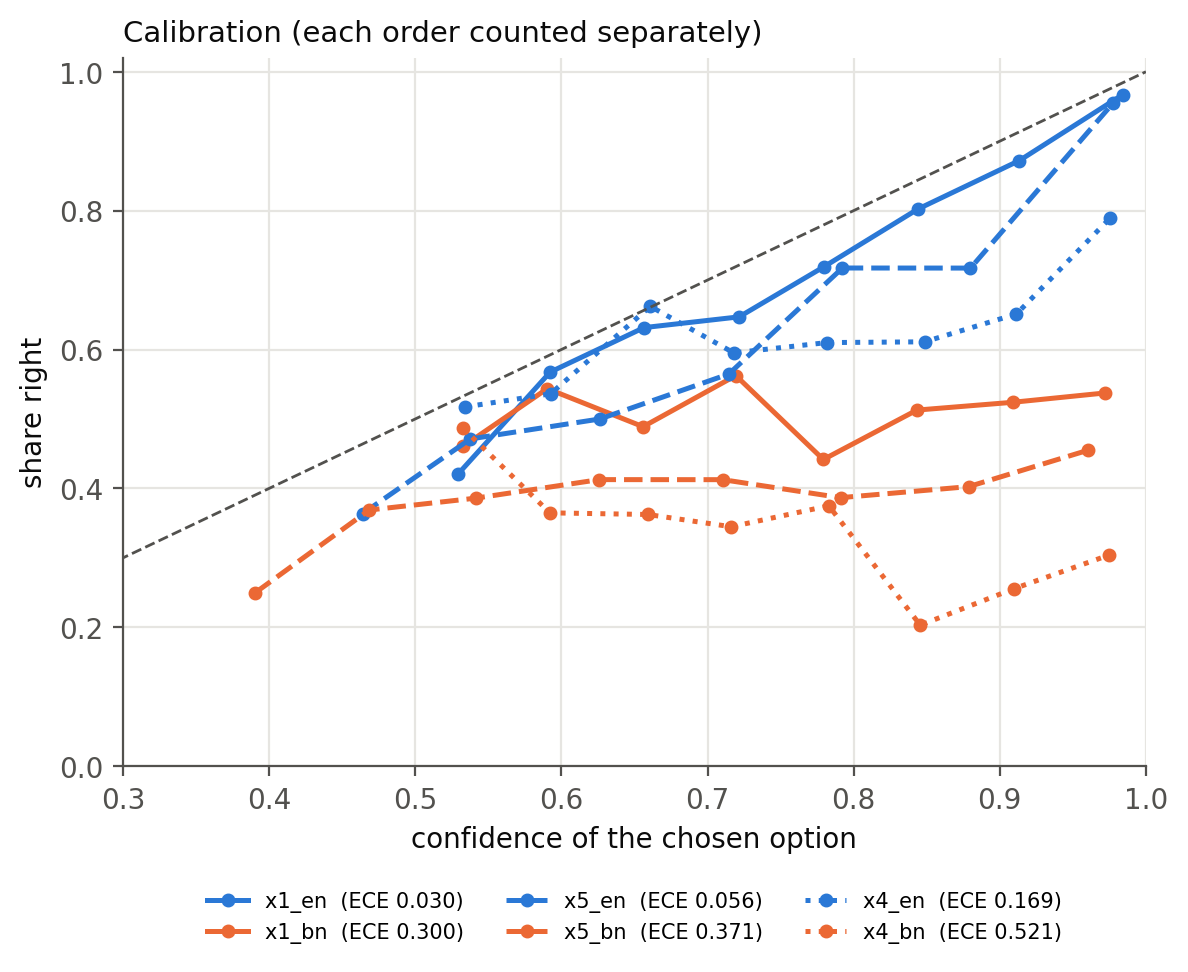 Calibration (each order counted separately)
1.0
0.8
0.6
0.4
0.2
0.0
share right
0.3 0.4 0.5 0.6 0.7 0.8 0.9 1.0
confidence of the chosen option
x1_en (ECE 0.030) x5_en (ECE 0.056) x4_en (ECE 0.169)
x1_bn (ECE 0.300) x5_bn (ECE 0.371) x4_bn (ECE 0.521)